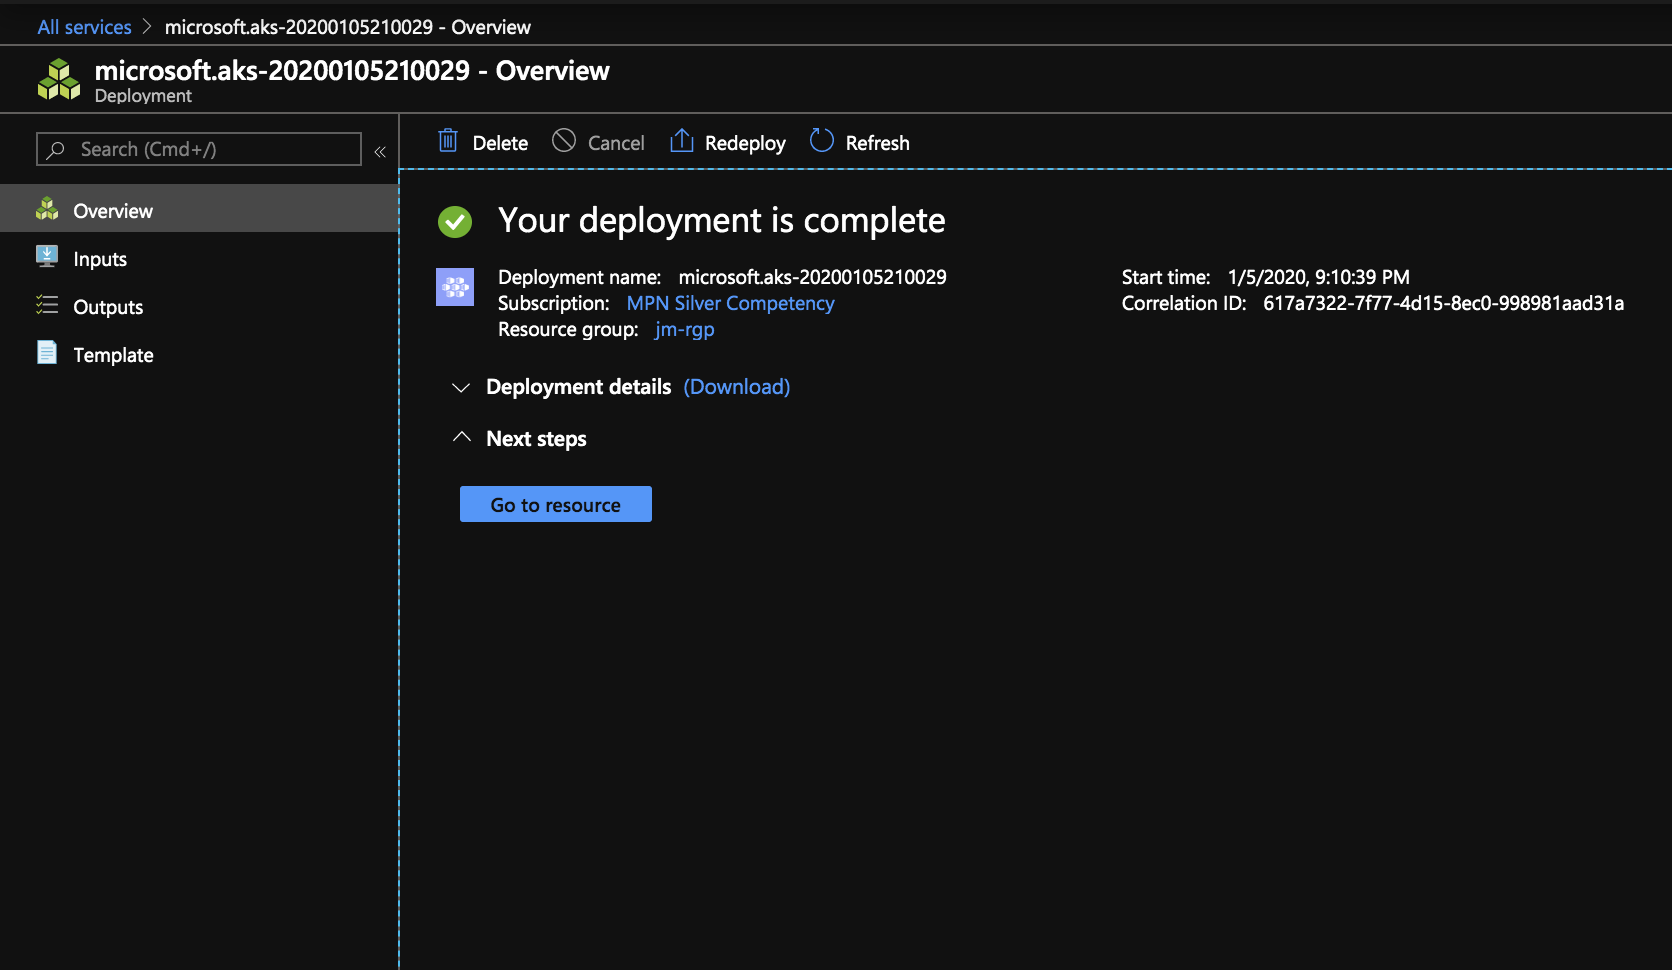 All services > microsoft.aks-20200105210029 - Overview
microsoft.aks-20200105210029 - Overview
Deployment
Search (Cmd+/)
«
Overview
Inputs
Outputs
Template
Delete Cancel Redeploy Refresh
Your deployment is complete
Deployment name: microsoft.aks-20200105210029
Subscription: MPN Silver Competency
Resource group: jm-rgp
Start time: 1/5/2020, 9:10:39 PM
Correlation ID: 617a7322-7f77-4d15-8ec0-998981aad31a
Deployment details (Download)
Next steps
Go to resource